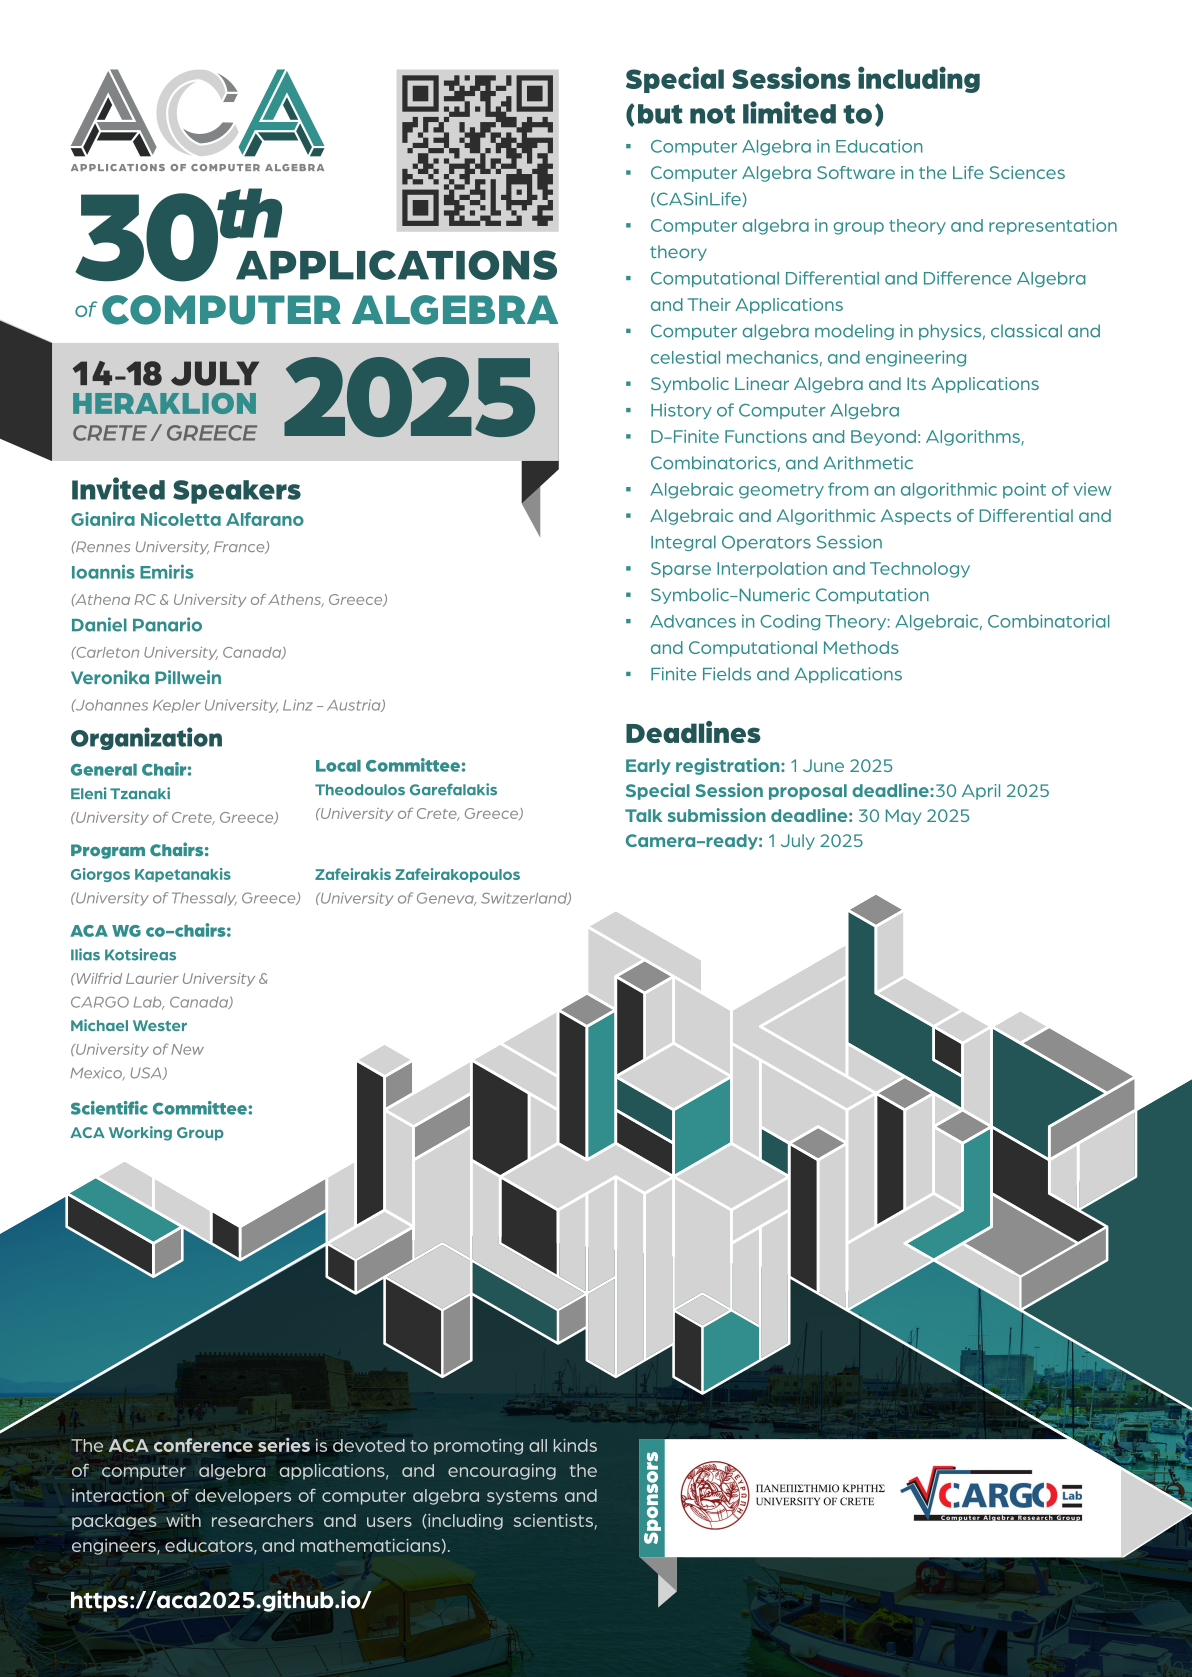 ACA
APPLICATIONS OF COMPUTER ALGEBRA
30th
APPLICATIONS
of COMPUTER ALGEBRA
14-18 JULY
HERAKLION
CRETE / GREECE
2025
Invited Speakers
Gianira Nicoletta Alfarano
(Rennes University, France)
Ioannis Emiris
(Athena RC & University of Athens, Greece)
Daniel Panario
(Carleton University, Canada)
Veronika Pillwein
(Johannes Kepler University, Linz - Austria)
Organization
General Chair:
Eleni Tzanaki
(University of Crete, Greece)
Local Committee:
Theodoulos Garefalakis
(University of Crete, Greece)
Program Chairs:
Giorgos Kapetanakis
(University of Thessaly, Greece)
Zafeirakis Zafeirakopoulos
(University of Geneva, Switzerland)
ACA WG co-chairs:
Ilias Kotsireas
(Wilfrid Laurier University &
CARGO Lab, Canada)
Michael Wester
(University of New
Mexico, USA)
Scientific Committee:
ACA Working Group
Special Sessions including
(but not limited to)
▪ Computer Algebra in Education
▪ Computer Algebra Software in the Life Sciences
(CASinLife)
▪ Computer algebra in group theory and representation
theory
▪ Computational Differential and Difference Algebra
and Their Applications
▪ Computer algebra modeling in physics, classical and
celestial mechanics, and engineering
▪ Symbolic Linear Algebra and Its Applications
▪ History of Computer Algebra
▪ D-Finite Functions and Beyond: Algorithms,
Combinatorics, and Arithmetic
▪ Algebraic geometry from an algorithmic point of view
▪ Algebraic and Algorithmic Aspects of Differential and
Integral Operators Session
▪ Sparse Interpolation and Technology
▪ Symbolic-Numeric Computation
▪ Advances in Coding Theory: Algebraic, Combinatorial
and Computational Methods
▪ Finite Fields and Applications
Deadlines
Early registration: 1 June 2025
Special Session proposal deadline:30 April 2025
Talk submission deadline: 30 May 2025
Camera-ready: 1 July 2025
The ACA conference series is devoted to promoting all kinds
of computer algebra applications, and encouraging the
interaction of developers of computer algebra systems and
packages with researchers and users (including scientists,
engineers, educators, and mathematicians).
https://aca2025.github.io/
Sponsors
ΠΑΝΕΠΙΣΤΗΜΙΟ ΚΡΗΤΗΣ
UNIVERSITY OF CRETE
CARGO Lab
Computer Algebra Research Group